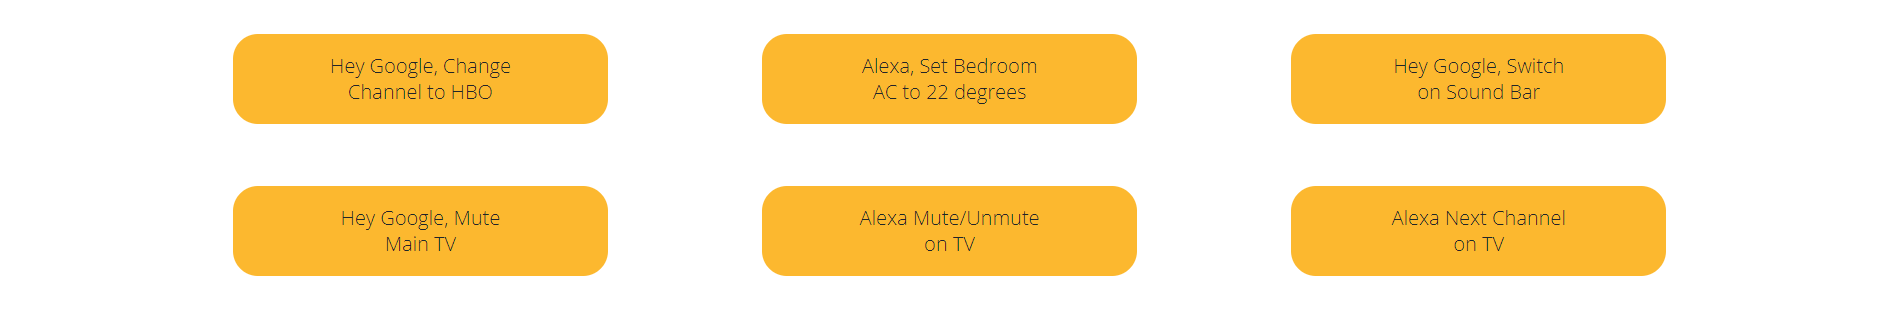 Hey Google, Change
Channel to HBO
Alexa, Set Bedroom
AC to 22 degrees
Hey Google, Switch
on Sound Bar
Hey Google, Mute
Main TV
Alexa Mute/Unmute
on TV
Alexa Next Channel
on TV